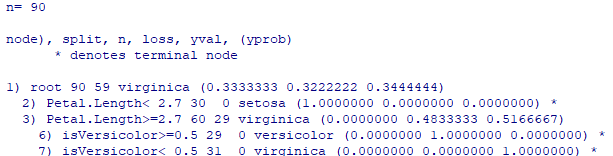 n= 90
node), split, n, loss, yval, (yprob)
* denotes terminal node
1) root 90 59 virginica (0.3333333 0.3222222 0.3444444)
2) Petal.Length< 2.7 30 0 setosa (1.0000000 0.0000000 0.0000000) *
3) Petal.Length>=2.7 60 29 virginica (0.0000000 0.4833333 0.5166667)
6) isVersicolor>=0.5 29 0 versicolor (0.0000000 1.0000000 0.0000000) *
7) isVersicolor< 0.5 31 0 virginica (0.0000000 0.0000000 1.0000000) *